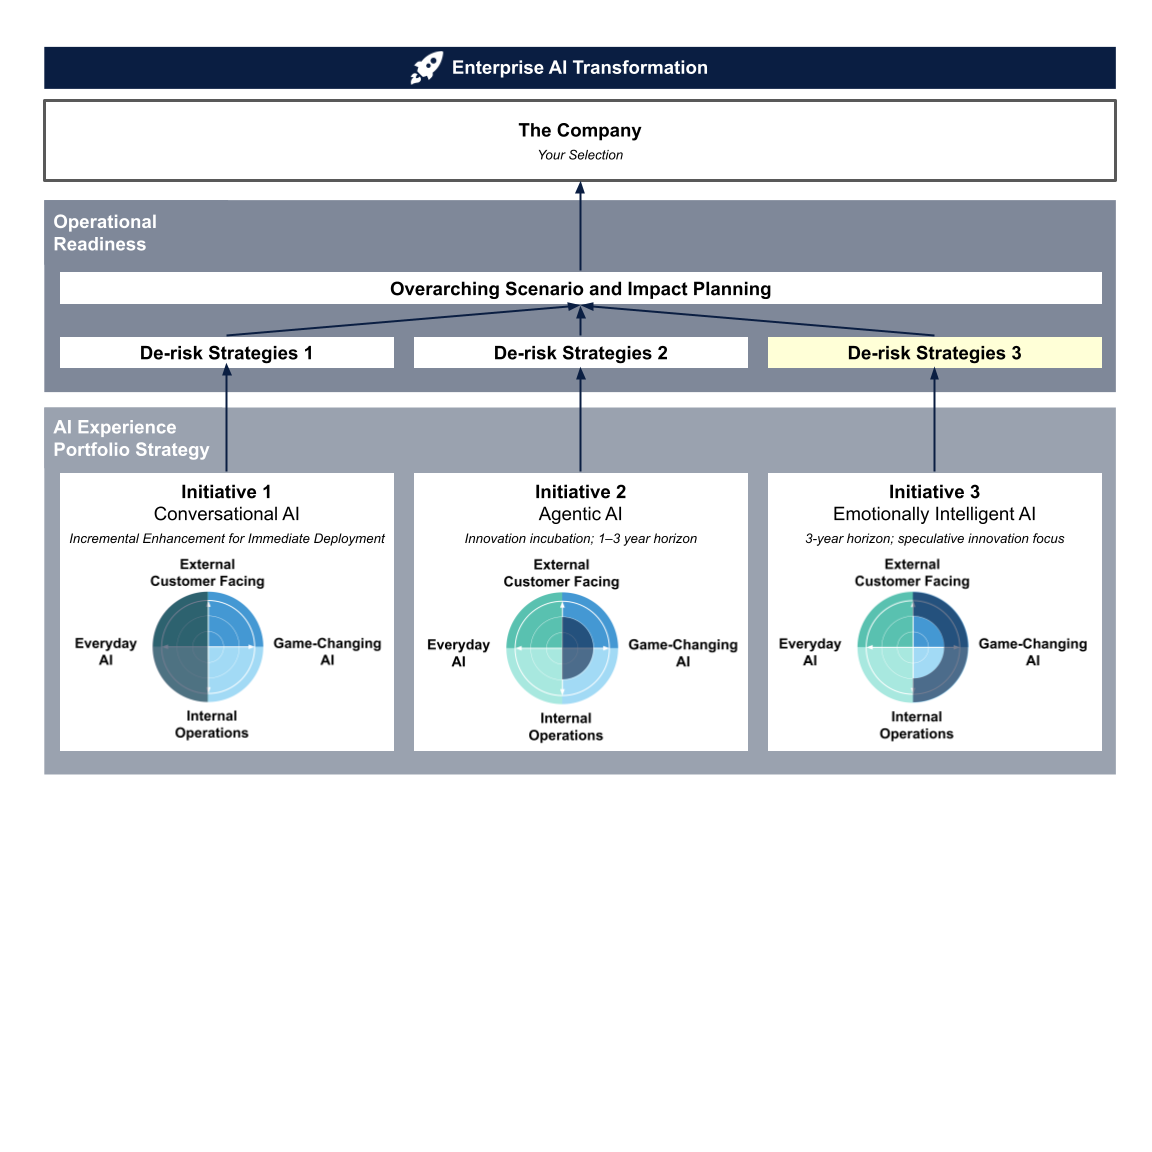 Enterprise AI Transformation
The Company
Your Selection
Operational
Readiness
Overarching Scenario and Impact Planning
De-risk Strategies 1
De-risk Strategies 2
De-risk Strategies 3
AI Experience
Portfolio Strategy
Initiative 1
Conversational AI
Incremental Enhancement for Immediate Deployment
External
Customer Facing
Everyday
AI
Game-Changing
AI
Internal
Operations
Initiative 2
Agentic AI
Innovation incubation; 1–3 year horizon
External
Customer Facing
Everyday
AI
Game-Changing
AI
Internal
Operations
Initiative 3
Emotionally Intelligent AI
3-year horizon; speculative innovation focus
External
Customer Facing
Everyday
AI
Game-Changing
AI
Internal
Operations